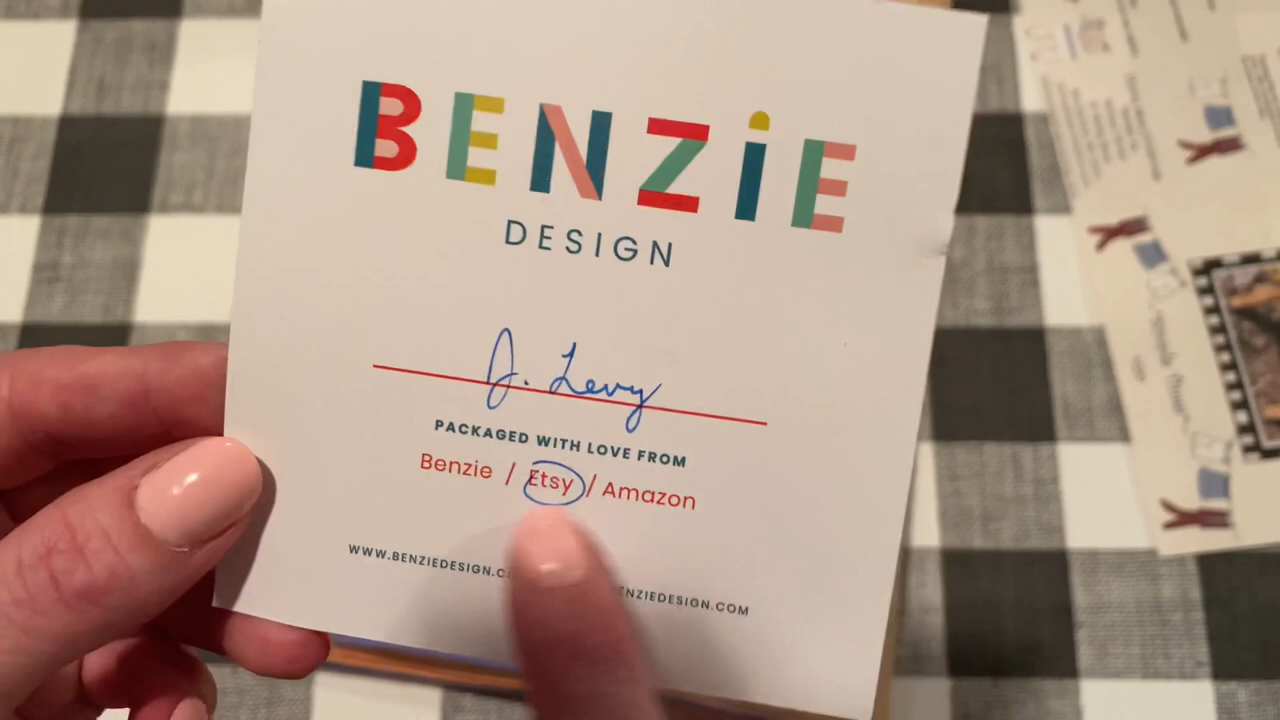 BENZiE
DESIGN
J. Levy
PACKAGED WITH LOVE FROM
Benzie / Etsy / Amazon